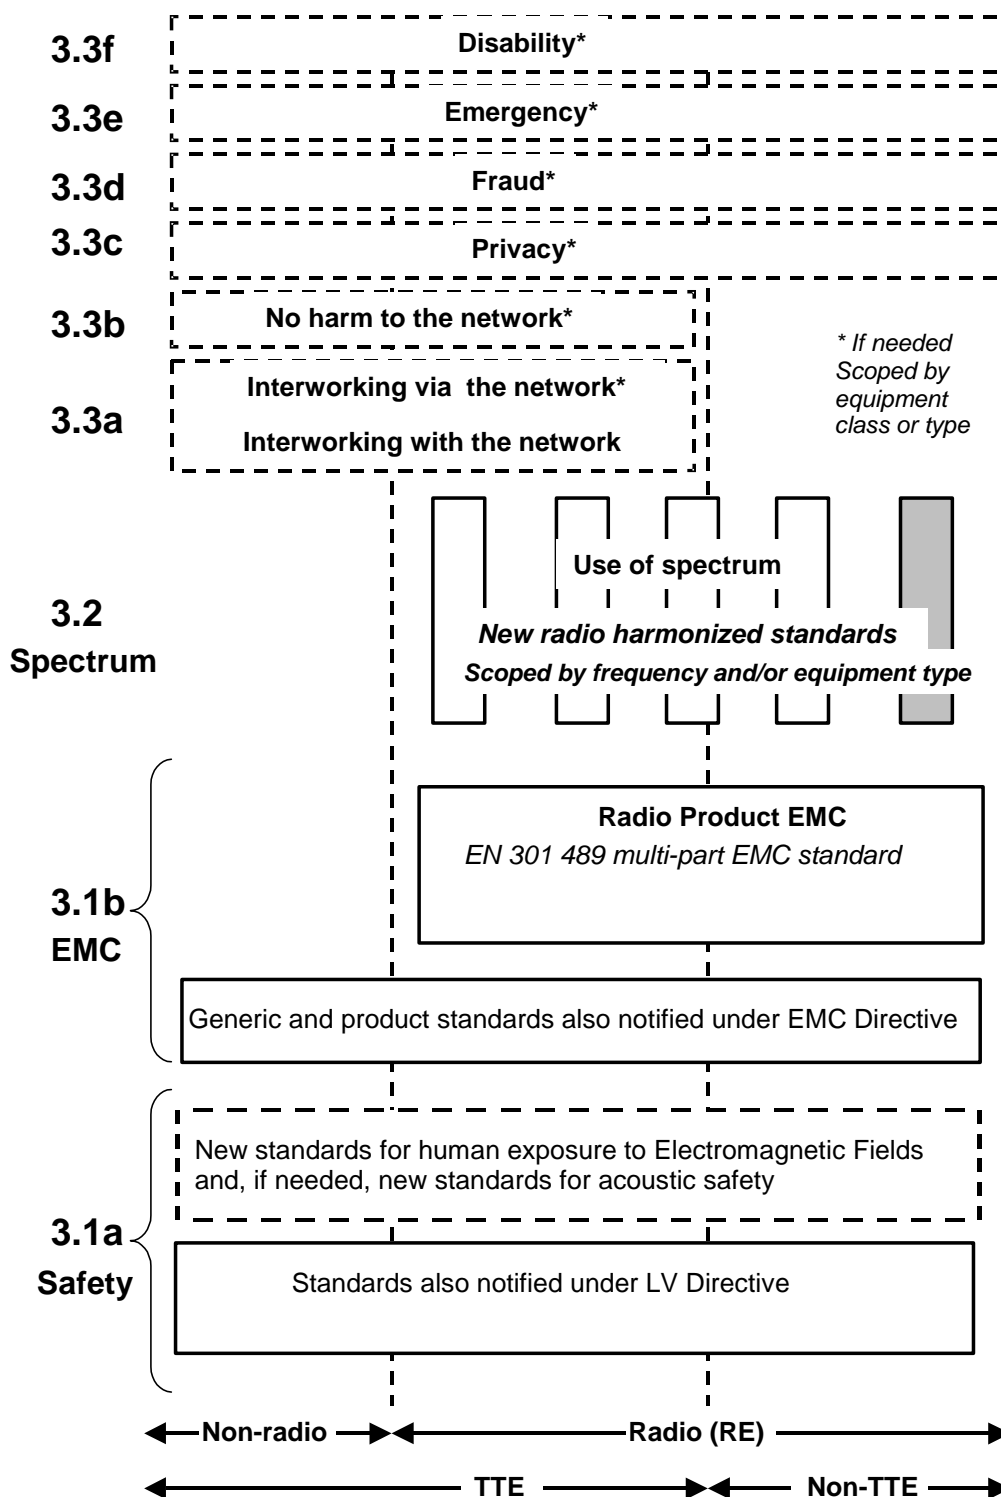 3.3f
Disability*
3.3e
Emergency*
3.3d
Fraud*
3.3c
Privacy*
3.3b
No harm to the network*
* If needed
Scoped by
equipment
class or type
3.3a
Interworking via the network*
Interworking with the network
Use of spectrum
3.2
Spectrum
New radio harmonized standards
Scoped by frequency and/or equipment type
Radio Product EMC
EN 301 489 multi-part EMC standard
3.1b
EMC
Generic and product standards also notified under EMC Directive
New standards for human exposure to Electromagnetic Fields
and, if needed, new standards for acoustic safety
3.1a
Safety
Standards also notified under LV Directive
Non-radio
Radio (RE)
TTE
Non-TTE